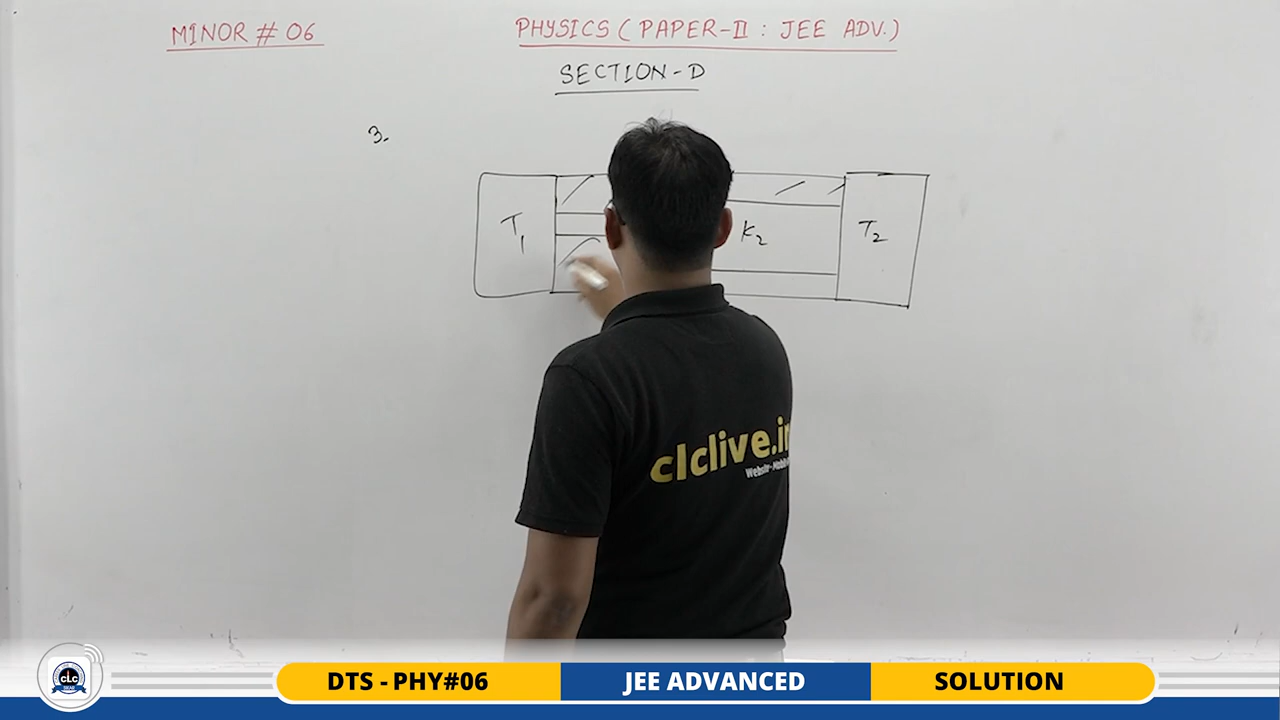 MINOR # 06
PHYSICS (PAPER-II : JEE ADV.)
SECTION-D
3.
T1
K2
T2
clclive.in
CLC
DTS - PHY#06
JEE ADVANCED
SOLUTION